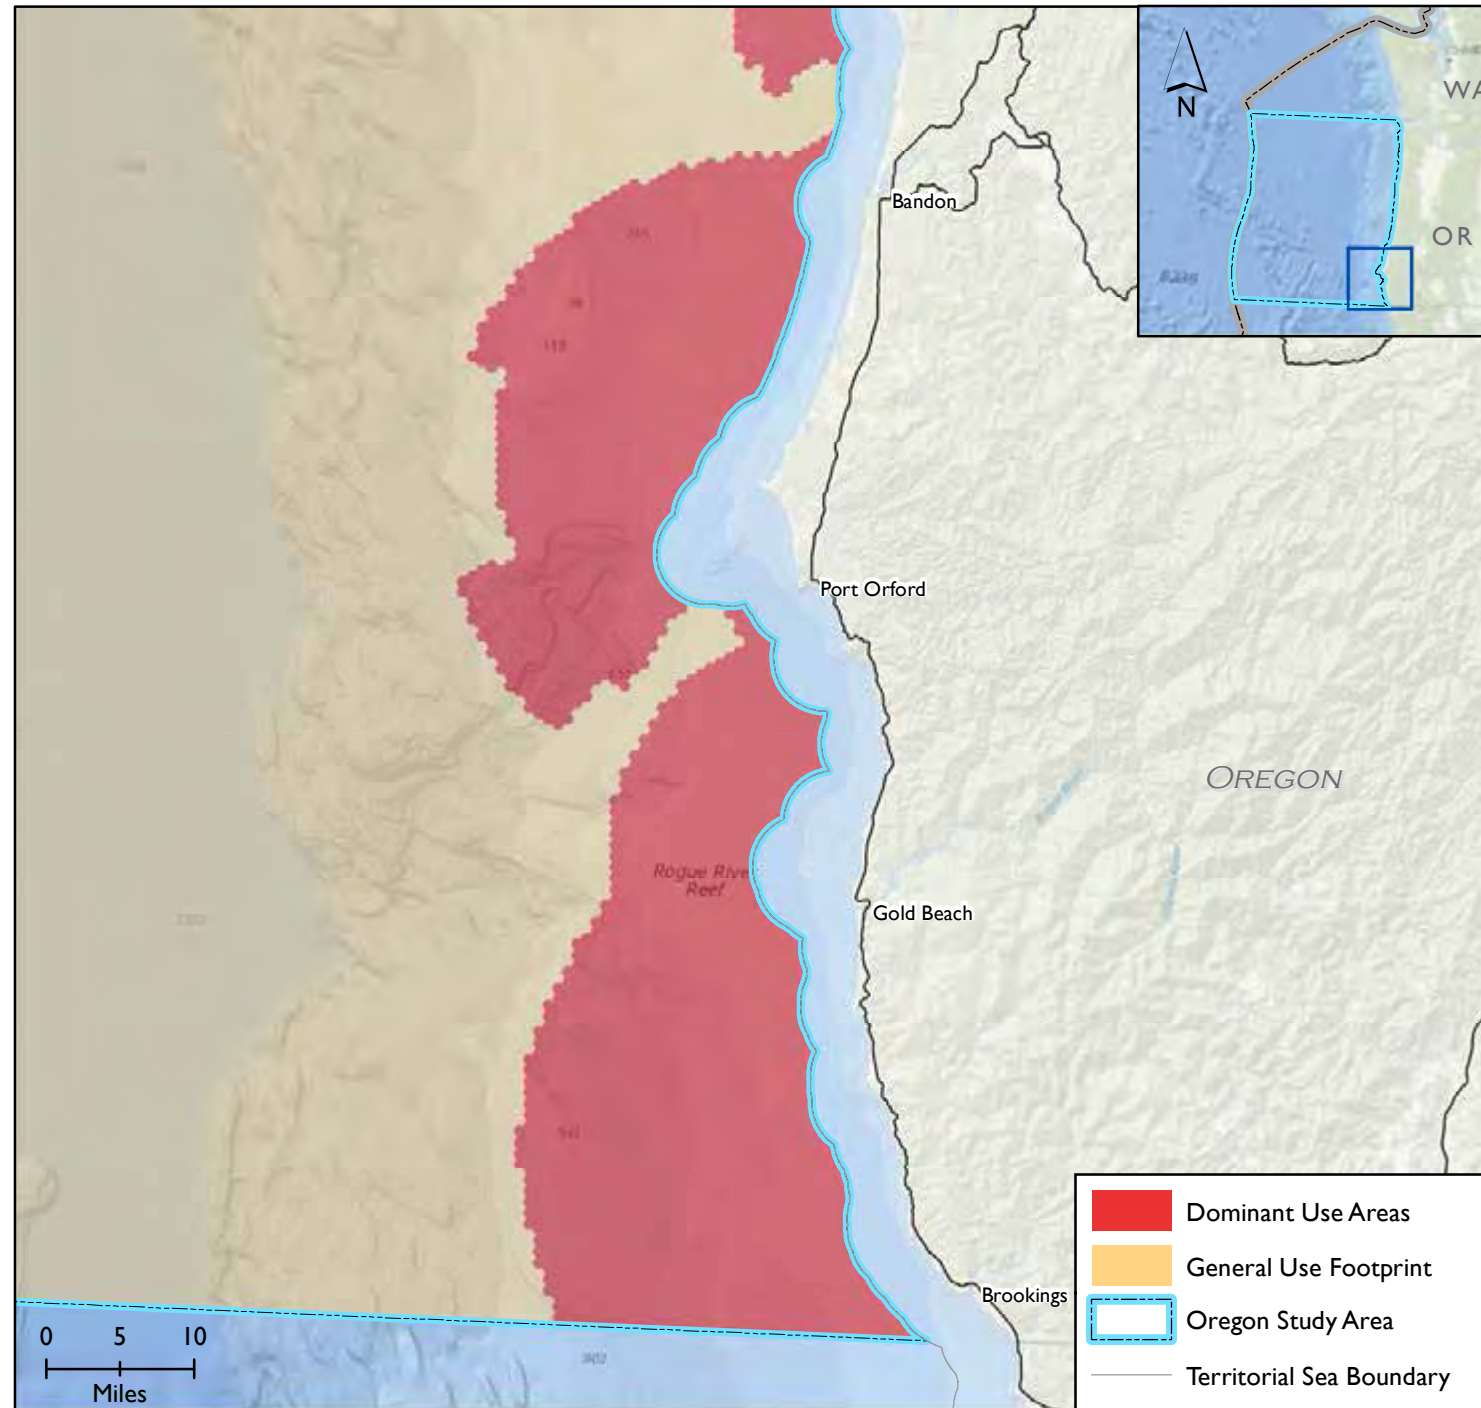 N
WA
OR
Bandon
Port Orford
OREGON
Rogue River
Reef
Gold Beach
Brookings
0 5 10
Miles
Dominant Use Areas
General Use Footprint
Oregon Study Area
Territorial Sea Boundary